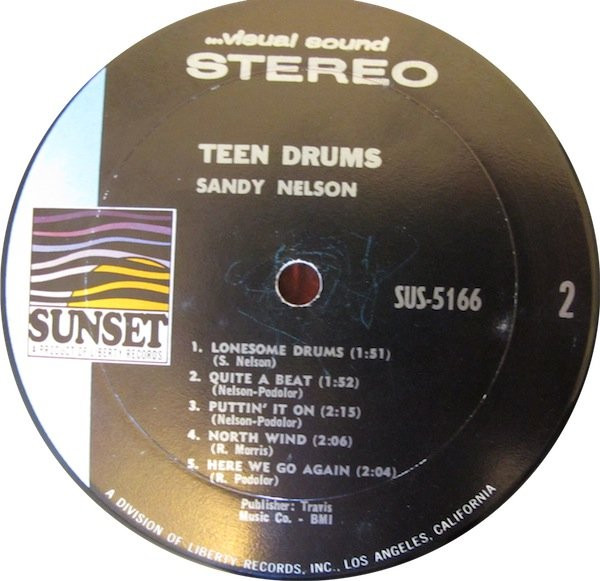 ...visual sound
STEREO
TEEN DRUMS
SANDY NELSON
SUS-5166
2
SUNSET
A PRODUCT OF LIBERTY RECORDS
1. LONESOME DRUMS (1:51)
(S. Nelson)
2. QUITE A BEAT (1:52)
(Nelson-Podolor)
3. PUTTIN' IT ON (2:15)
(Nelson-Podolor)
4. NORTH WIND (2:06)
(R. Morris)
5. HERE WE GO AGAIN (2:04)
(R. Podolor)
Publisher: Travis
Music Co. - BMI
A DIVISION OF LIBERTY RECORDS, INC., LOS ANGELES, CALIFORNIA